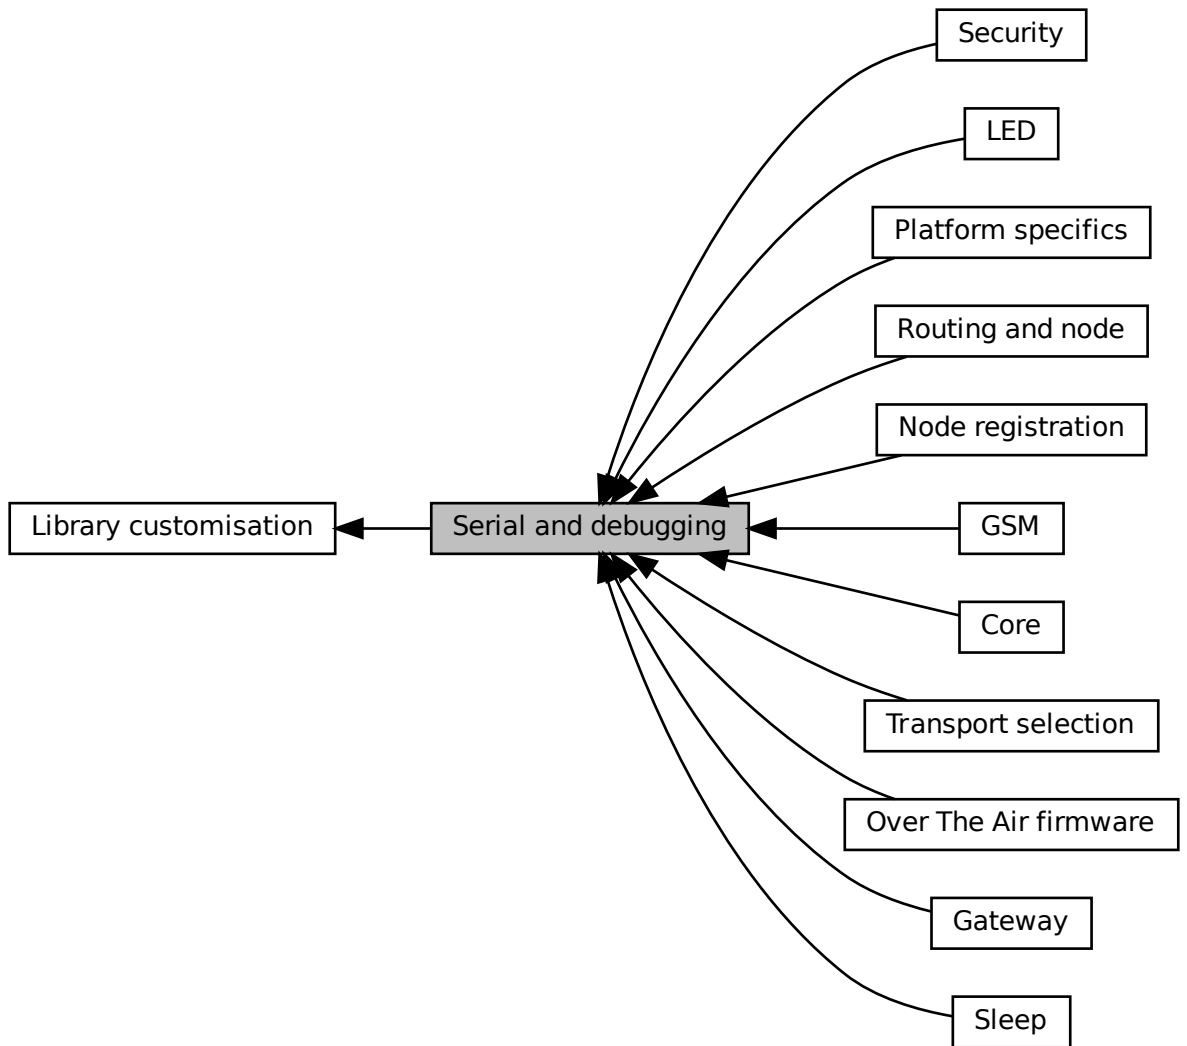 Security
LED
Platform specifics
Routing and node
Node registration
Library customisation
Serial and debugging
GSM
Core
Transport selection
Over The Air firmware
Gateway
Sleep